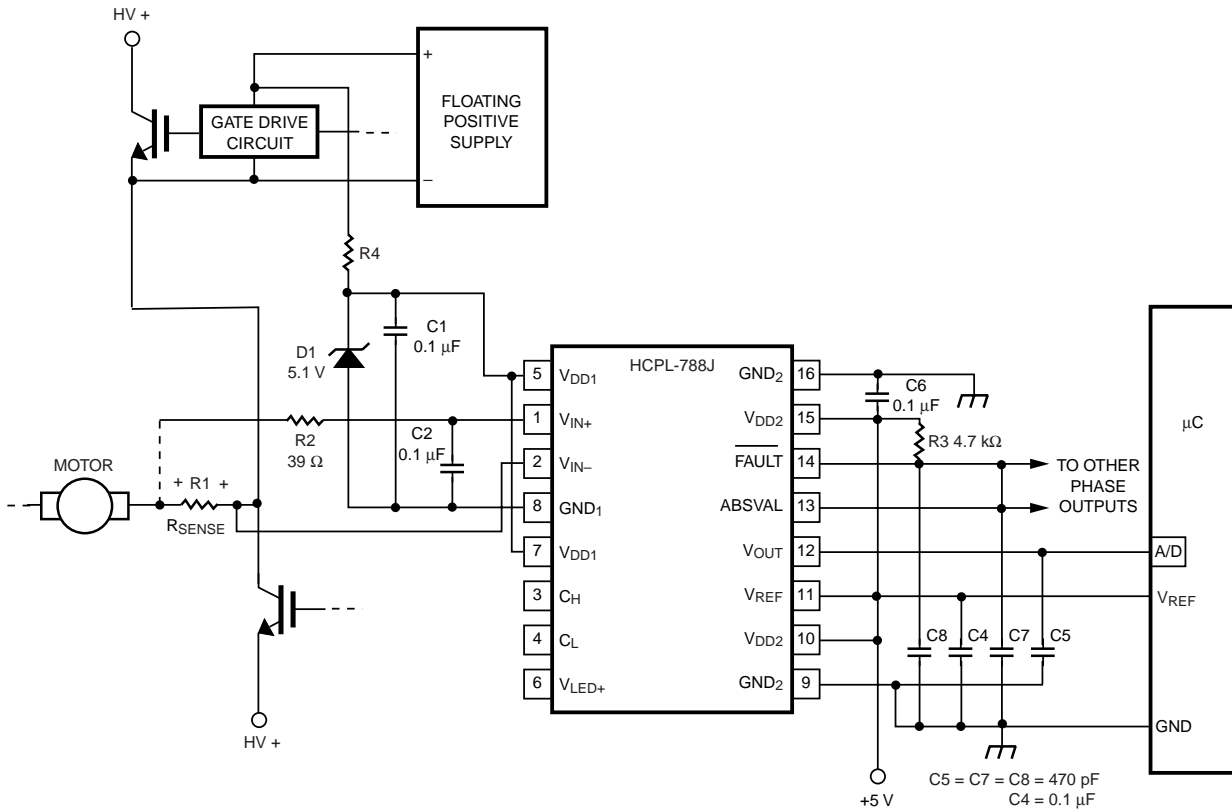 HV +
+
FLOATING
POSITIVE
SUPPLY
GATE DRIVE
CIRCUIT
–
R4
C1
0.1 µF
D1
5.1 V
HCPL-788J
5 VDD1
1 VIN+
2 VIN–
8 GND1
7 VDD1
3 CH
4 CL
6 VLED+
GND2 16
VDD2 15
FAULT 14
ABSVAL 13
VOUT 12
VREF 11
VDD2 10
GND2 9
R2
39 Ω
C2
0.1 µF
MOTOR
+ R1 +
RSENSE
HV +
C6
0.1 µF
R3 4.7 kΩ
TO OTHER
PHASE
OUTPUTS
µC
A/D
VREF
GND
C8
C4
C7
C5
+5 V
C5 = C7 = C8 = 470 pF
C4 = 0.1 µF